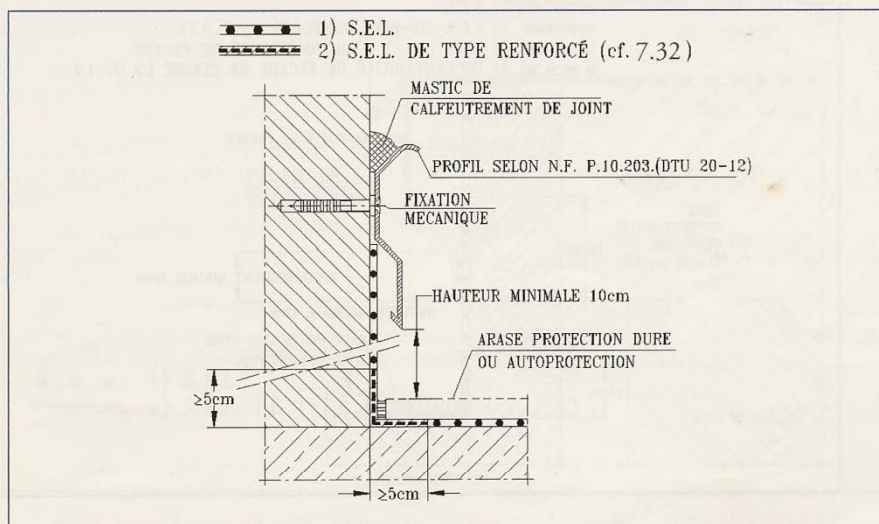 1) S.E.L.
2) S.E.L. DE TYPE RENFORCÉ (cf. 7.32)
MASTIC DE
CALFEUTREMENT DE JOINT
PROFIL SELON N.F. P.10.203.(DTU 20-12)
FIXATION
MECANIQUE
HAUTEUR MINIMALE 10cm
ARASE PROTECTION DURE
OU AUTOPROTECTION
≥5cm
≥5cm